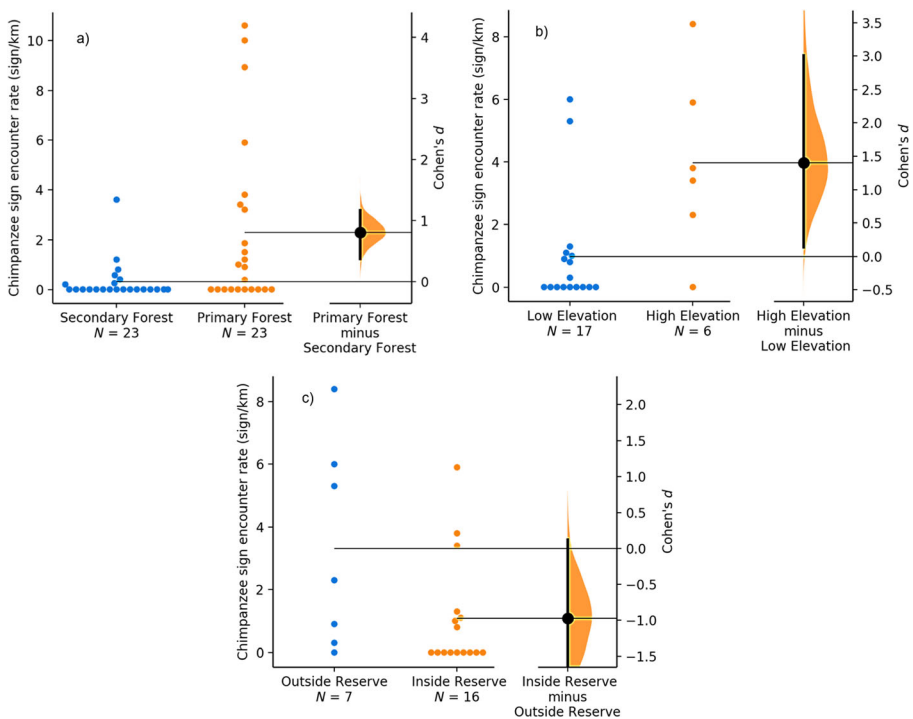 a)
Chimpanzee sign encounter rate (sign/km)
10
8
6
4
2
0
4
3
2
1
0
Cohen's d
Secondary Forest
N = 23
Primary Forest
N = 23
Primary Forest
minus
Secondary Forest
b)
Chimpanzee sign encounter rate (sign/km)
8
6
4
2
0
3.5
3.0
2.5
2.0
1.5
1.0
0.5
0.0
−0.5
Cohen's d
Low Elevation
N = 17
High Elevation
N = 6
High Elevation
minus
Low Elevation
c)
Chimpanzee sign encounter rate (sign/km)
8
6
4
2
0
2.0
1.5
1.0
0.5
0.0
−0.5
−1.0
−1.5
Cohen's d
Outside Reserve
N = 7
Inside Reserve
N = 16
Inside Reserve
minus
Outside Reserve